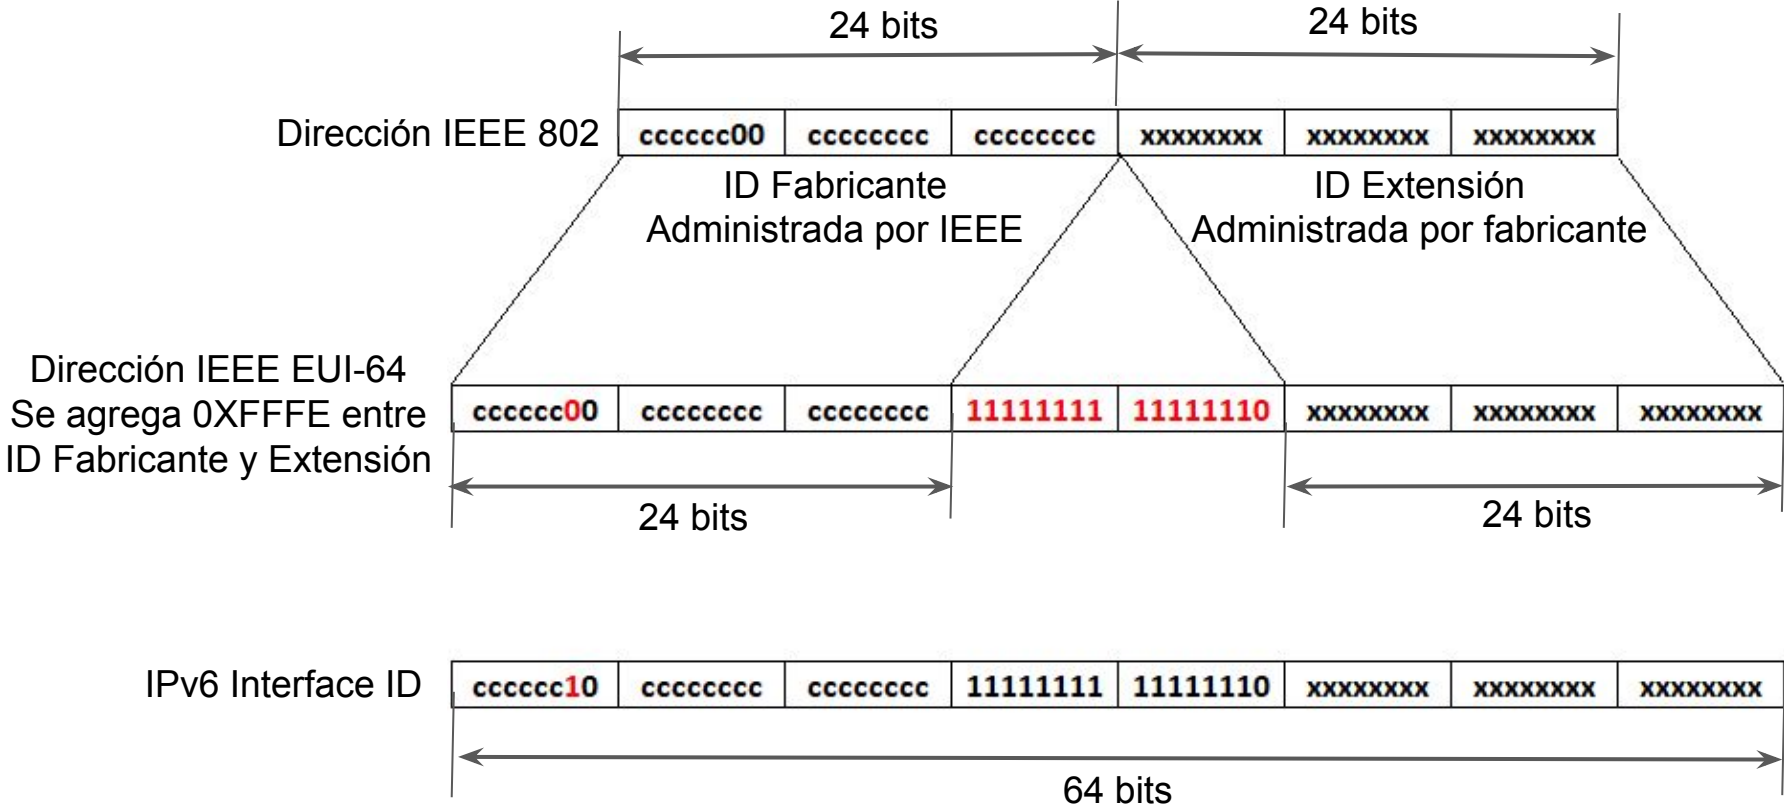 24 bits 24 bits
Dirección IEEE 802 cccccc00 cccccccc cccccccc xxxxxxxx xxxxxxxx xxxxxxxx
ID Fabricante ID Extensión
Administrada por IEEE Administrada por fabricante
Dirección IEEE EUI-64
Se agrega 0XFFFE entre
ID Fabricante y Extensión
cccccc00 cccccccc cccccccc 11111111 11111110 xxxxxxxx xxxxxxxx xxxxxxxx
24 bits 24 bits
IPv6 Interface ID cccccc10 cccccccc cccccccc 11111111 11111110 xxxxxxxx xxxxxxxx xxxxxxxx
64 bits